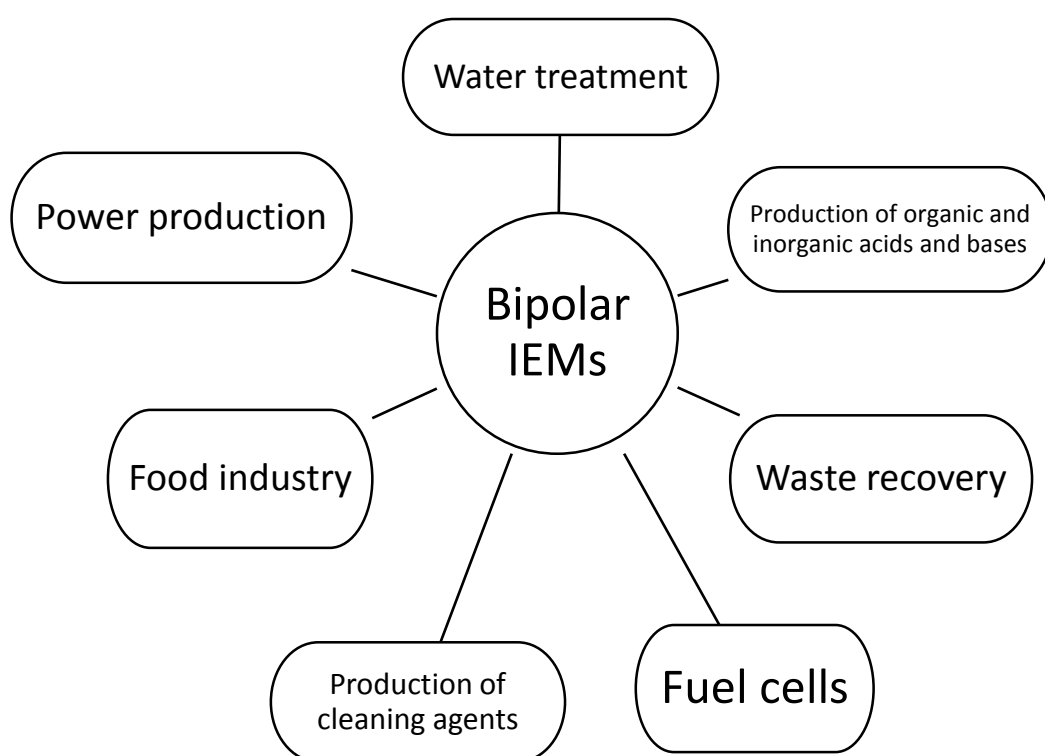 Water treatment
Power production
Production of organic and
inorganic acids and bases
Bipolar
IEMs
Food industry
Waste recovery
Production of
cleaning agents
Fuel cells